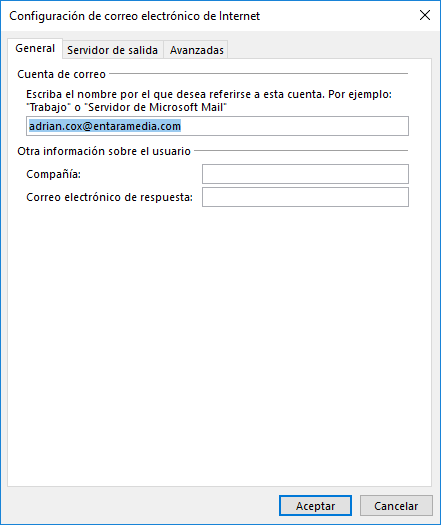 Configuración de correo electrónico de Internet
General
Servidor de salida
Avanzadas
Cuenta de correo
Escriba el nombre por el que desea referirse a esta cuenta. Por ejemplo:
"Trabajo" o "Servidor de Microsoft Mail"
adrian.cox@entaramedia.com
Otra información sobre el usuario
Compañía:
Correo electrónico de respuesta:
Aceptar
Cancelar